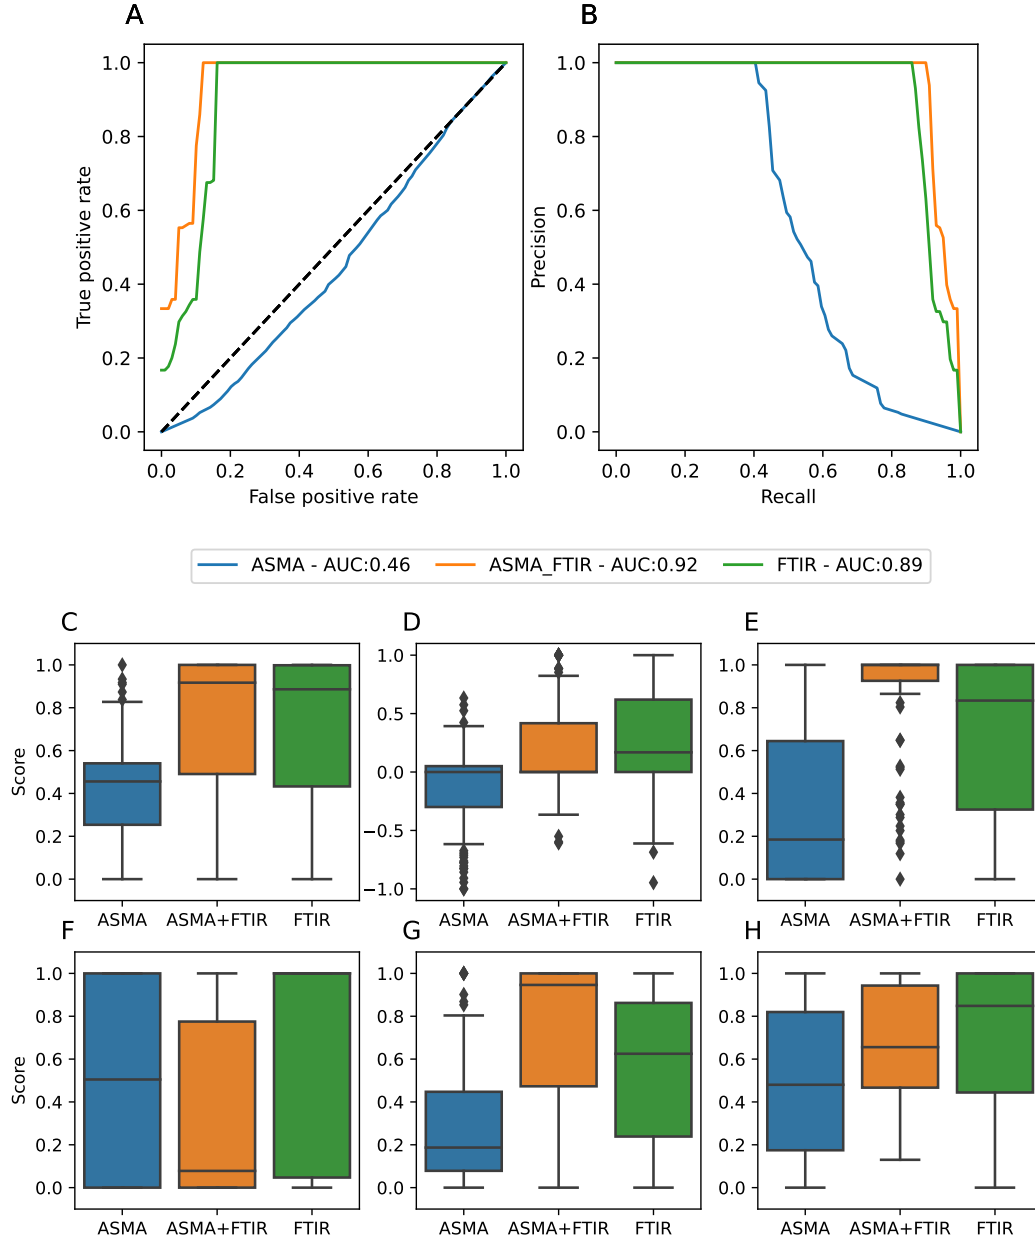 A
B
1.0
0.8
0.6
0.4
0.2
0.0
True positive rate
0.0 0.2 0.4 0.6 0.8 1.0
False positive rate
1.0
0.8
0.6
0.4
0.2
0.0
Precision
0.0 0.2 0.4 0.6 0.8 1.0
Recall
ASMA - AUC:0.46 ASMA_FTIR - AUC:0.92 FTIR - AUC:0.89
C
1.0
0.8
0.6
0.4
0.2
0.0
Score
ASMA ASMA+FTIR FTIR
D
1.0
0.5
0.0
−0.5
−1.0
ASMA ASMA+FTIR FTIR
E
1.0
0.8
0.6
0.4
0.2
0.0
ASMA ASMA+FTIR FTIR
F
1.0
0.8
0.6
0.4
0.2
0.0
Score
ASMA ASMA+FTIR FTIR
G
1.0
0.8
0.6
0.4
0.2
0.0
ASMA ASMA+FTIR FTIR
H
1.0
0.8
0.6
0.4
0.2
0.0
ASMA ASMA+FTIR FTIR